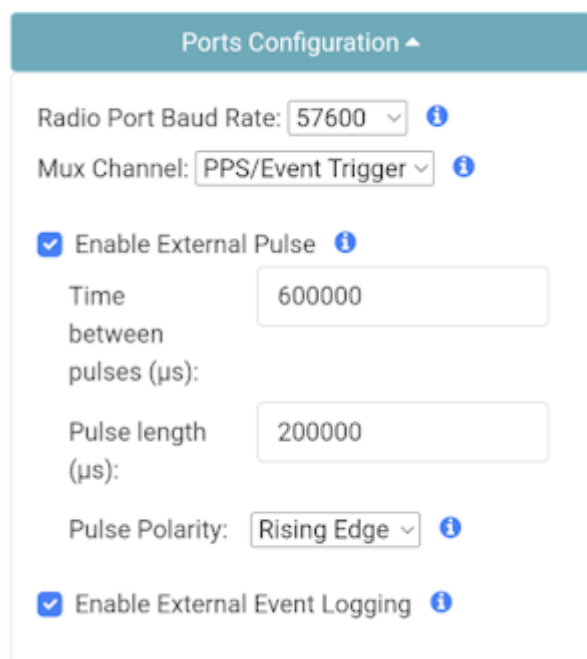 Ports Configuration
Radio Port Baud Rate: 57600
Mux Channel: PPS/Event Trigger
Enable External Pulse
Time
between
pulses (µs):
600000
Pulse length
(µs):
200000
Pulse Polarity: Rising Edge
Enable External Event Logging